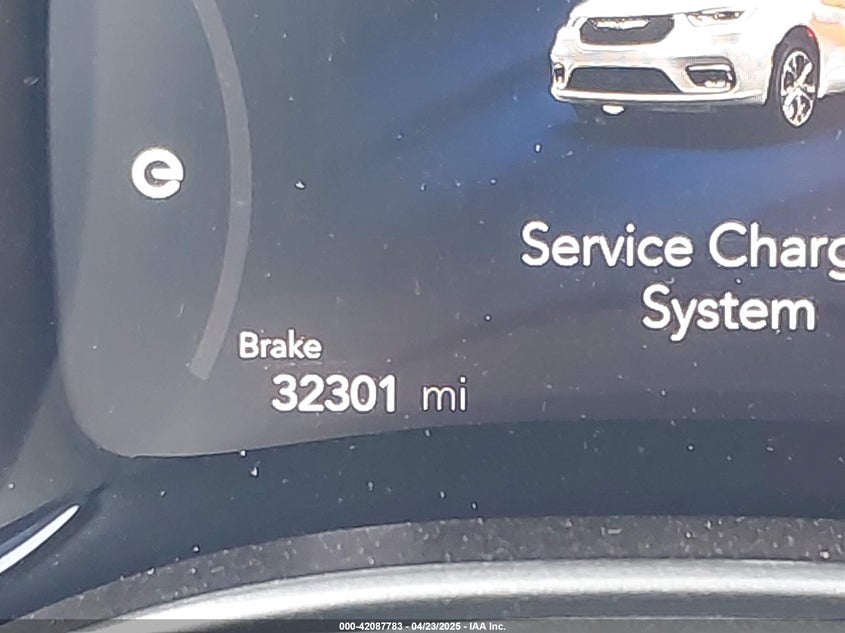 Service Charg
System
Brake
32301 mi
000-42087783 - 04/23/2025 - IAA Inc.